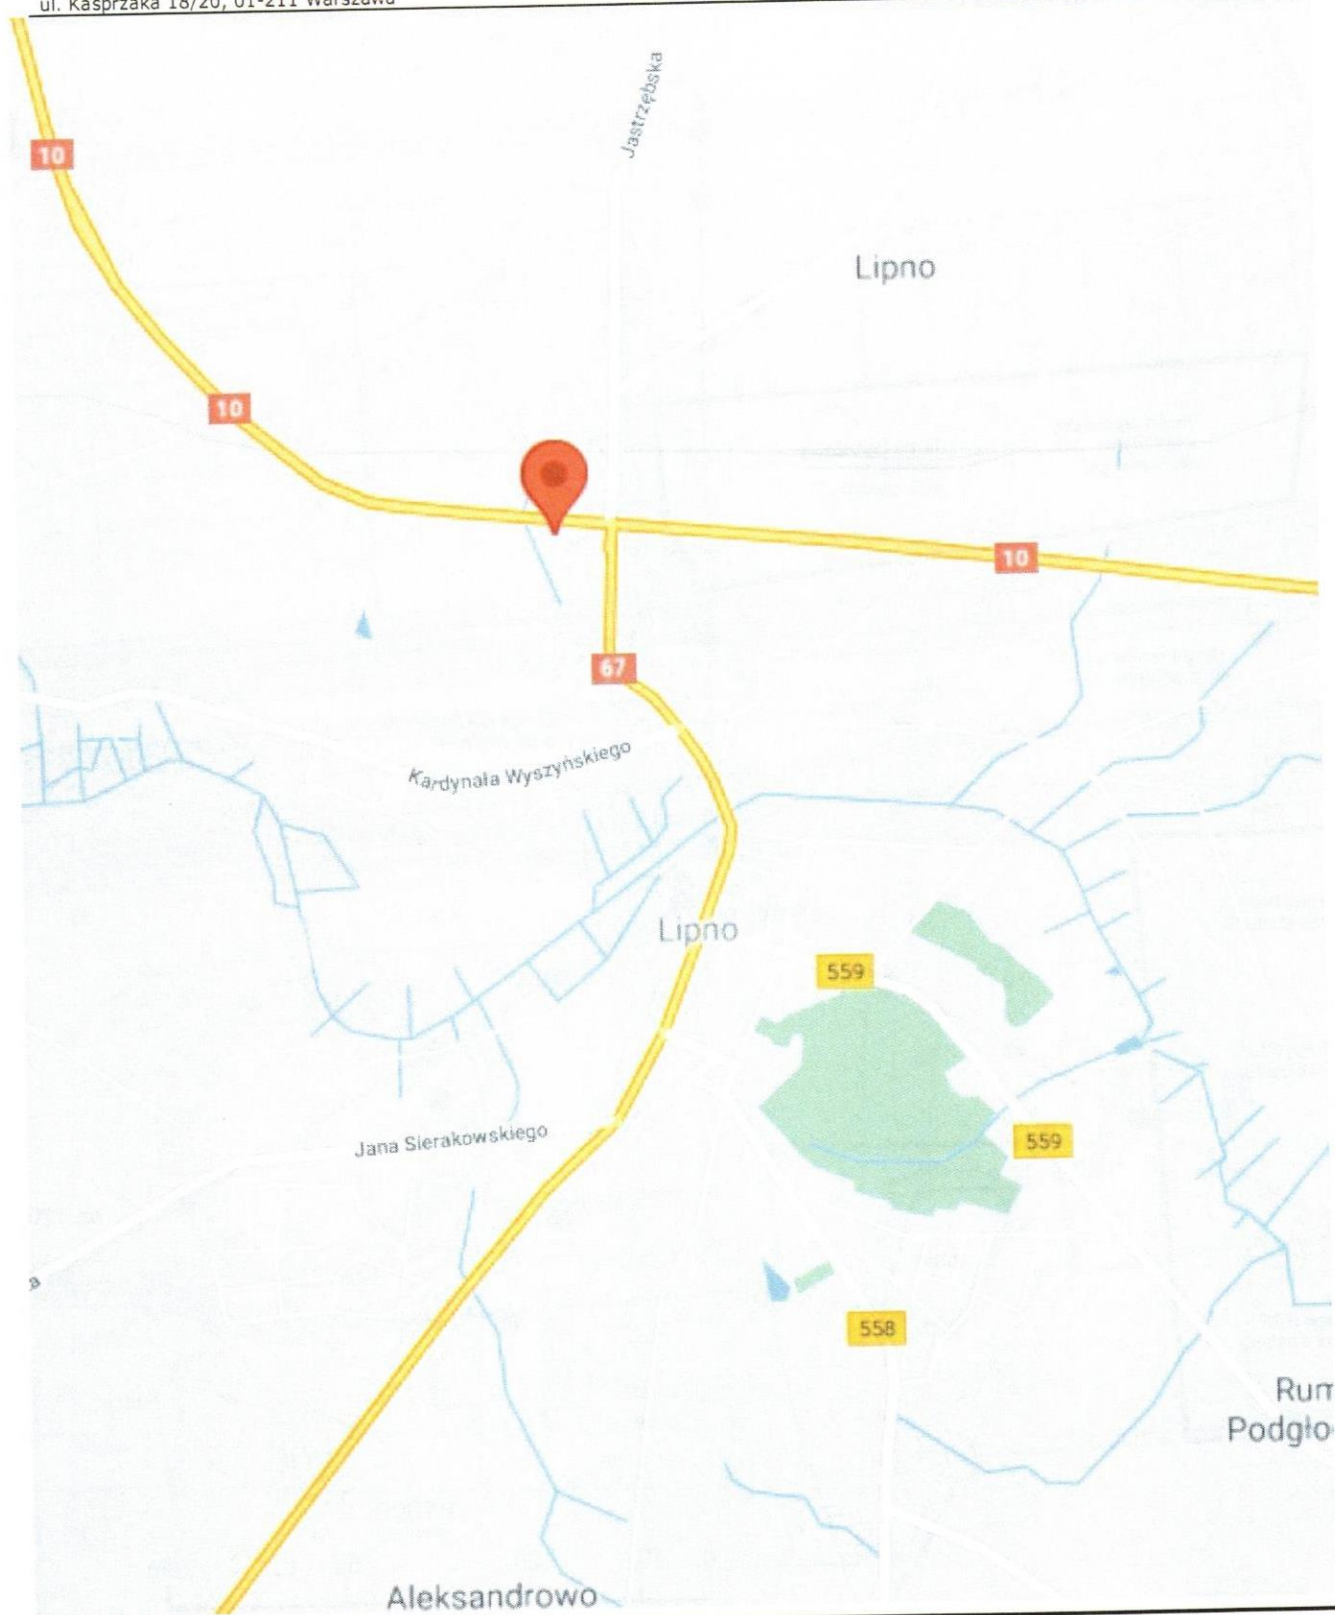 ul. Kasprzaka 18/20, 01-211 Warszawa
Jastrzębska
10
Lipno
10
10
67
Kardynała Wyszyńskiego
Lipno
559
Jana Sierakowskiego
559
a
558
Rum
Podgło
Aleksandrowo